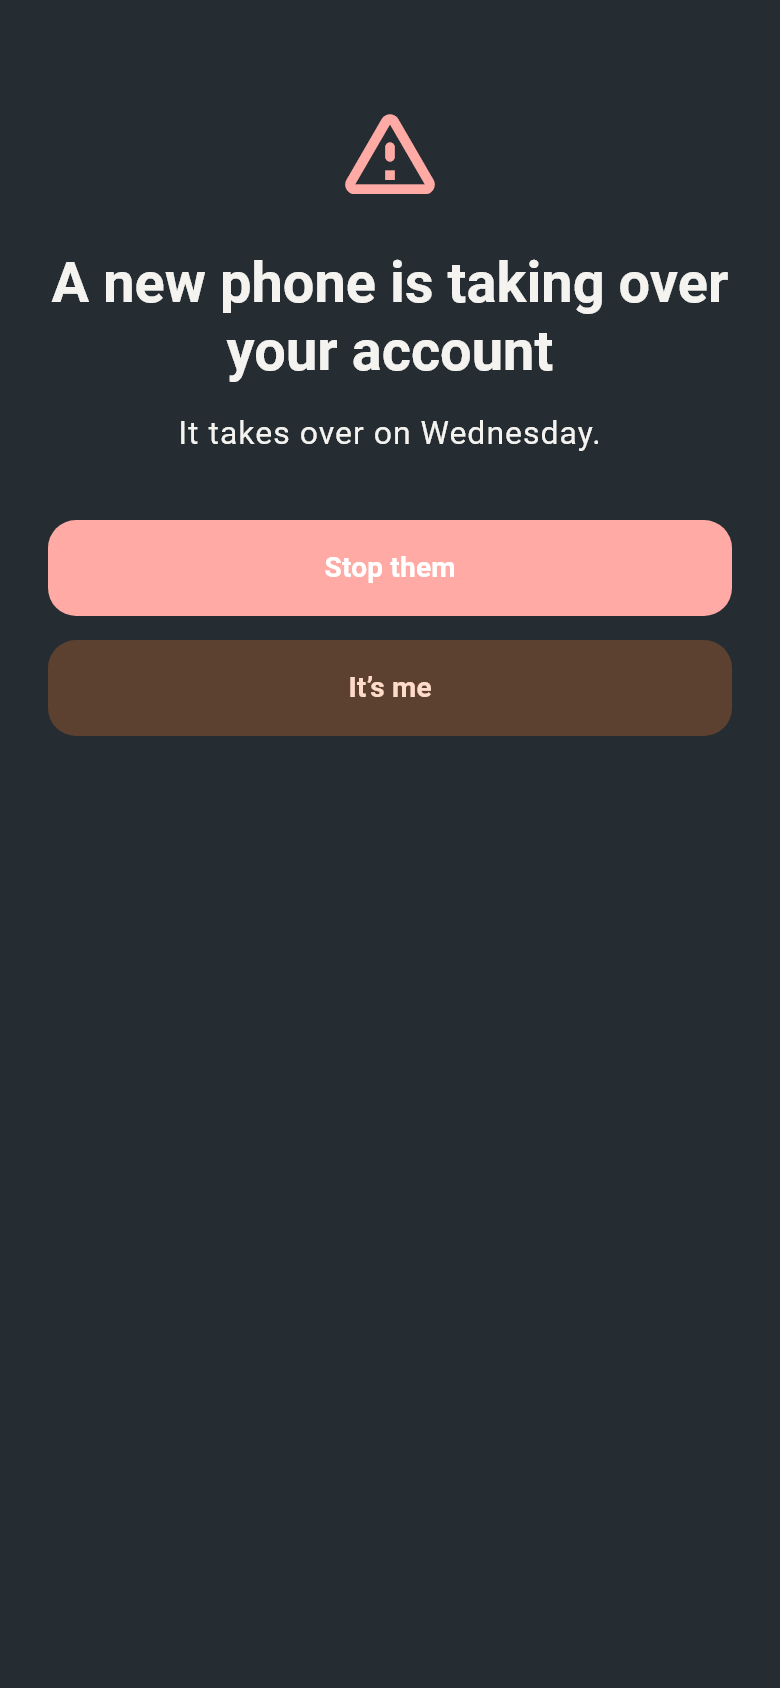 A new phone is taking over
your account
It takes over on Wednesday.
Stop them
It’s me